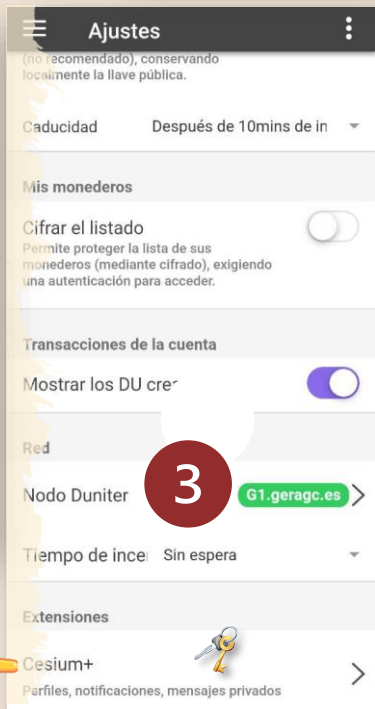 Ajustes
(no recomendado), conservando
localmente la llave pública.
Caducidad Después de 10mins de in
Mis monederos
Cifrar el listado
Permite proteger la lista de sus
monederos (mediante cifrado), exigiendo
una autenticación para acceder.
Transacciones de la cuenta
Mostrar los DU cre
Red
3
Nodo Duniter G1.geragc.es
Tiempo de ince Sin espera
Extensiones
Cesium+
Perfiles, notificaciones, mensajes privados